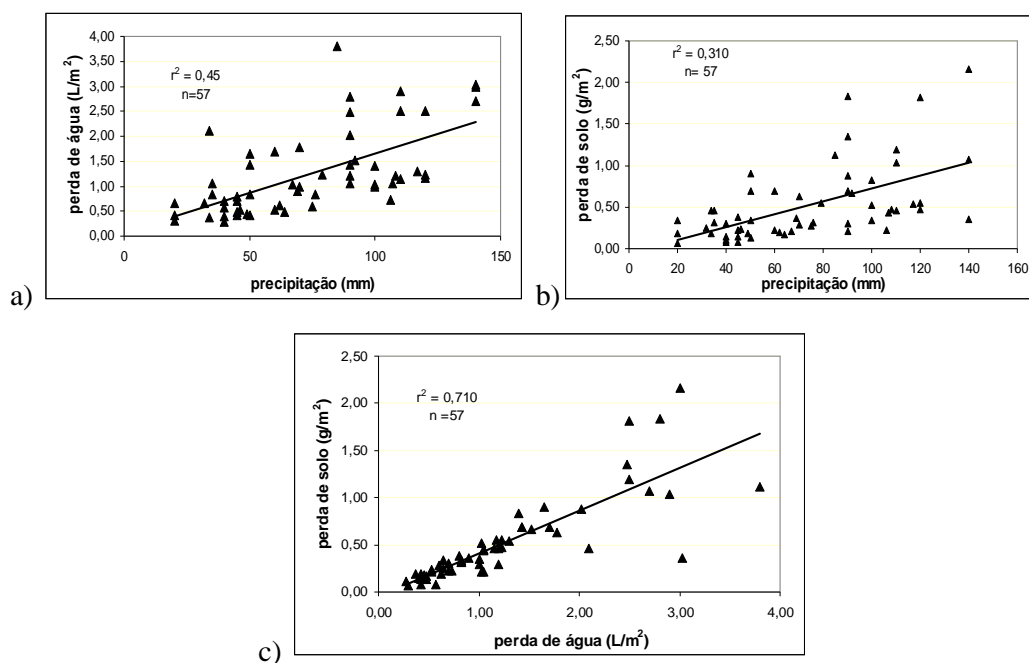 4,00
3,50
3,00
2,50
2,00
1,50
1,00
0,50
0,00
perda de água (L/m²)
r² = 0,45
n=57
0 50 100 150
precipitação (mm)
a)
2,50
2,00
1,50
1,00
0,50
0,00
perda de solo (g/m²)
r² = 0,310
n= 57
0 20 40 60 80 100 120 140 160
precipitação (mm)
b)
2,50
2,00
1,50
1,00
0,50
0,00
perda de solo (g/m²)
r² = 0,710
n =57
0,00 1,00 2,00 3,00 4,00
perda de água (L/m²)
c)